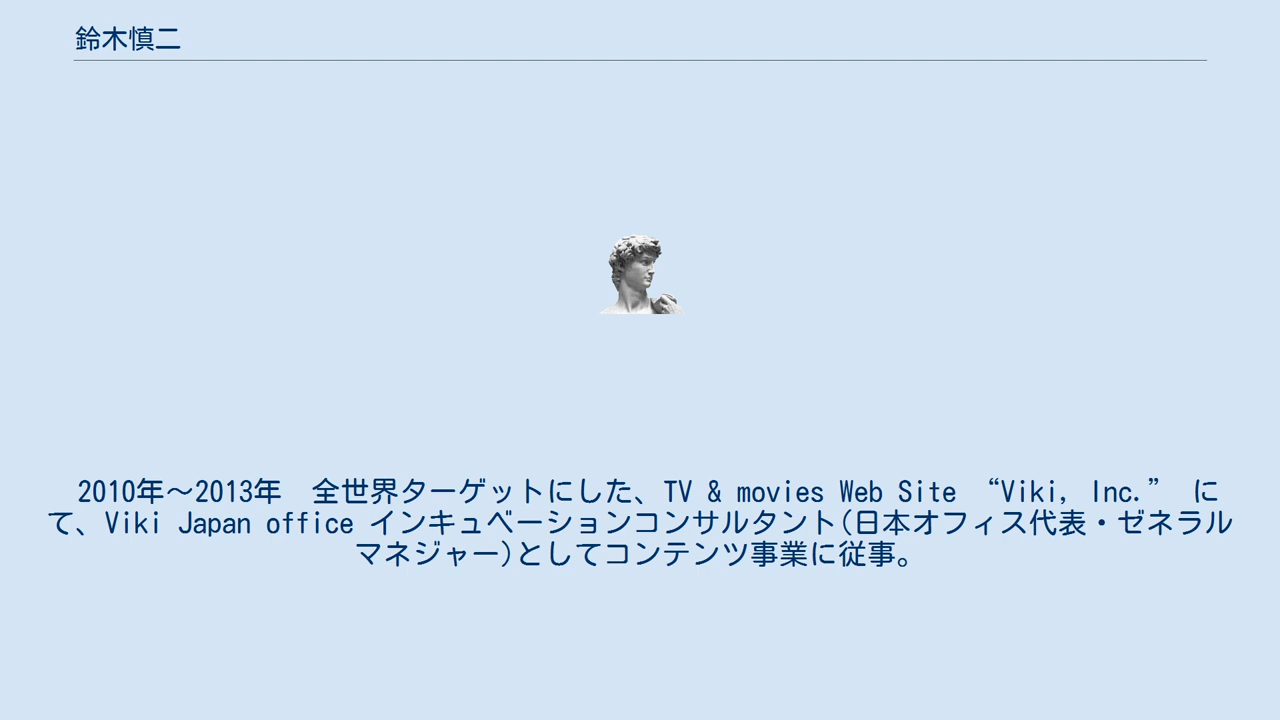 鈴木慎二
2010年～2013年　全世界ターゲットにした、TV & movies Web Site “Viki, Inc.” に
て、Viki Japan office インキュベーションコンサルタント(日本オフィス代表・ゼネラル
マネジャー)としてコンテンツ事業に従事。